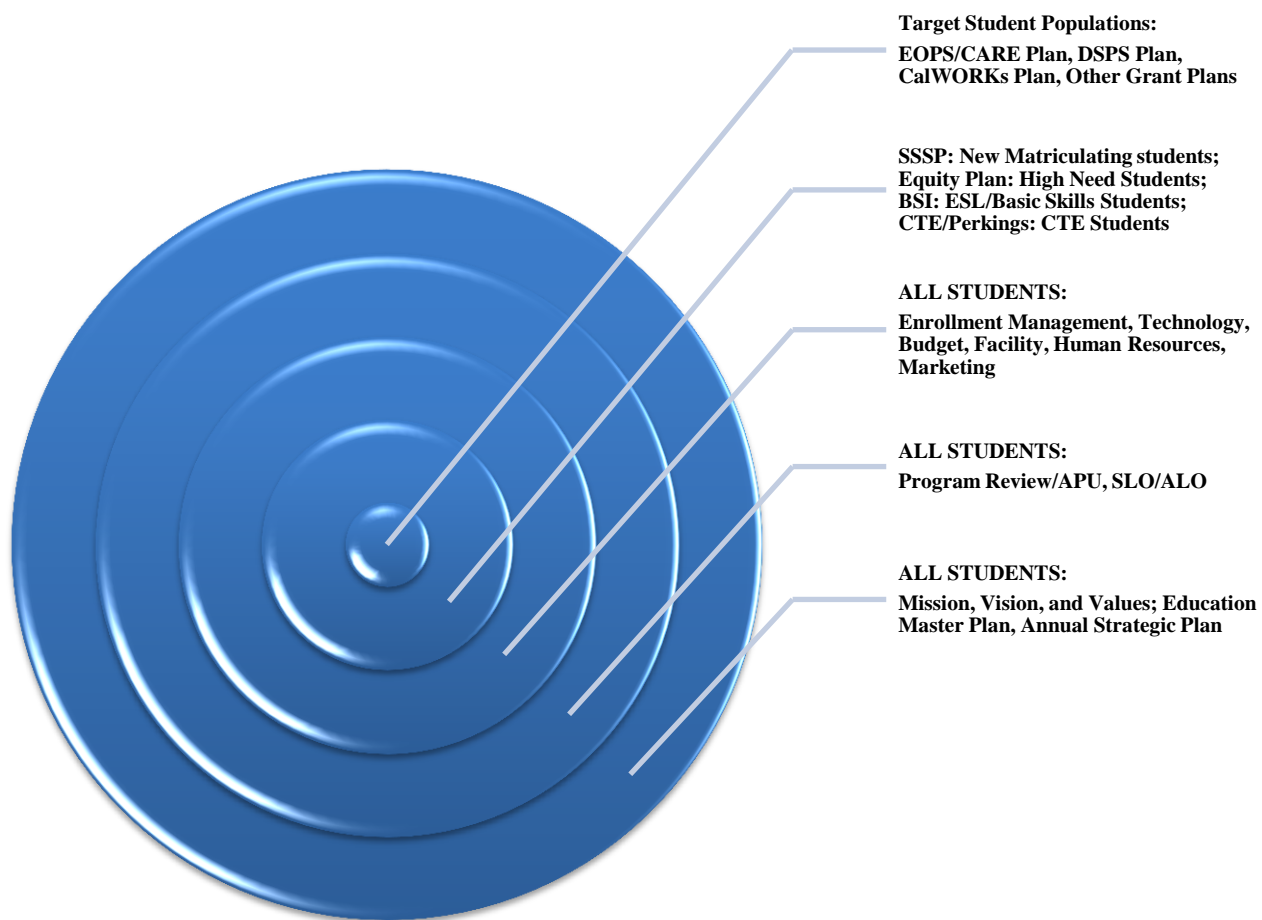 Target Student Populations:
EOPS/CARE Plan, DSPS Plan,
CalWORKs Plan, Other Grant Plans
SSSP: New Matriculating students;
Equity Plan: High Need Students;
BSI: ESL/Basic Skills Students;
CTE/Perkings: CTE Students
ALL STUDENTS:
Enrollment Management, Technology,
Budget, Facility, Human Resources,
Marketing
ALL STUDENTS:
Program Review/APU, SLO/ALO
ALL STUDENTS:
Mission, Vision, and Values; Education
Master Plan, Annual Strategic Plan